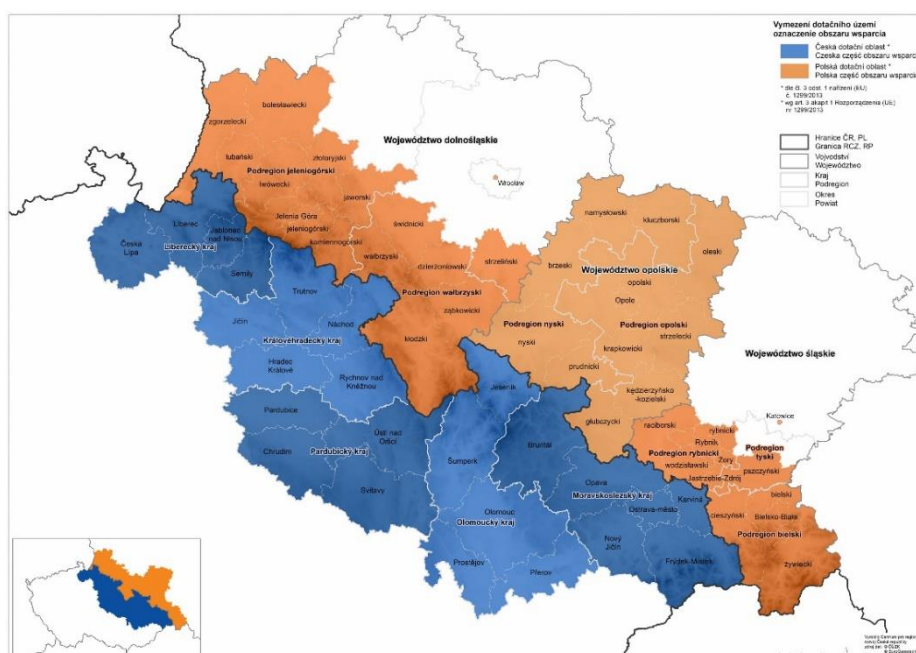 Vymezení dotačního území
oznaczenie obszaru wsparcia
Česká dotační oblast *
Czeska część obszaru wsparcia
Polská dotační oblast *
Polska część obszaru wsparcia
* dle čl. 3 odst. 1 nařízení (EU)
č. 1299/2013
* wg art. 3 akapit 1 Rozporządzenia (UE)
nr 1299/2013
Hranice ČR, PL
Granica RCZ, RP
Vojvodství
Województwo
Kraj
Podregion
Okres
Powiat
bolesławiecki
zgorzelecki
Województwo dolnośląskie
lubański
złotoryjski
Podregion jeleniogórski
Wrocław
lwówecki
jaworski
Jelenia Góra
jeleniogórski
kamiennogórski
świdnicki
wałbrzyski
dzierżoniowski
strzeliński
Podregion wałbrzyski
ząbkowicki
kłodzki
namysłowski
kluczborski
oleski
brzeski
Województwo opolskie
opolski
Opole
Podregion nyski
Podregion opolski
strzelecki
nyski
krapkowicki
prudnicki
kędzierzyńsko
-kozielski
głubczycki
Województwo śląskie
Katowice
raciborski
rybnicki
Rybnik
Podregion
tyski
Podregion rybnicki
Żory
wodzisławski
pszczyński
Jastrzębie-Zdrój
bielski
cieszyński
Bielsko-Biała
Podregion bielski
żywiecki
Česká
Lípa
Liberec
Jablonec
nad Nisou
Liberecký kraj
Semily
Trutnov
Jičín
Náchod
Královéhradecký kraj
Hradec
Králové
Rychnov nad
Kněžnou
Pardubice
Ústí nad
Orlicí
Chrudim
Pardubický kraj
Svitavy
Jeseník
Šumperk
Bruntál
Olomouc
Olomoucký kraj
Prostějov
Přerov
Opava
Moravskoslezský kraj
Karviná
Ostrava-město
Nový
Jičín
Frýdek-Místek